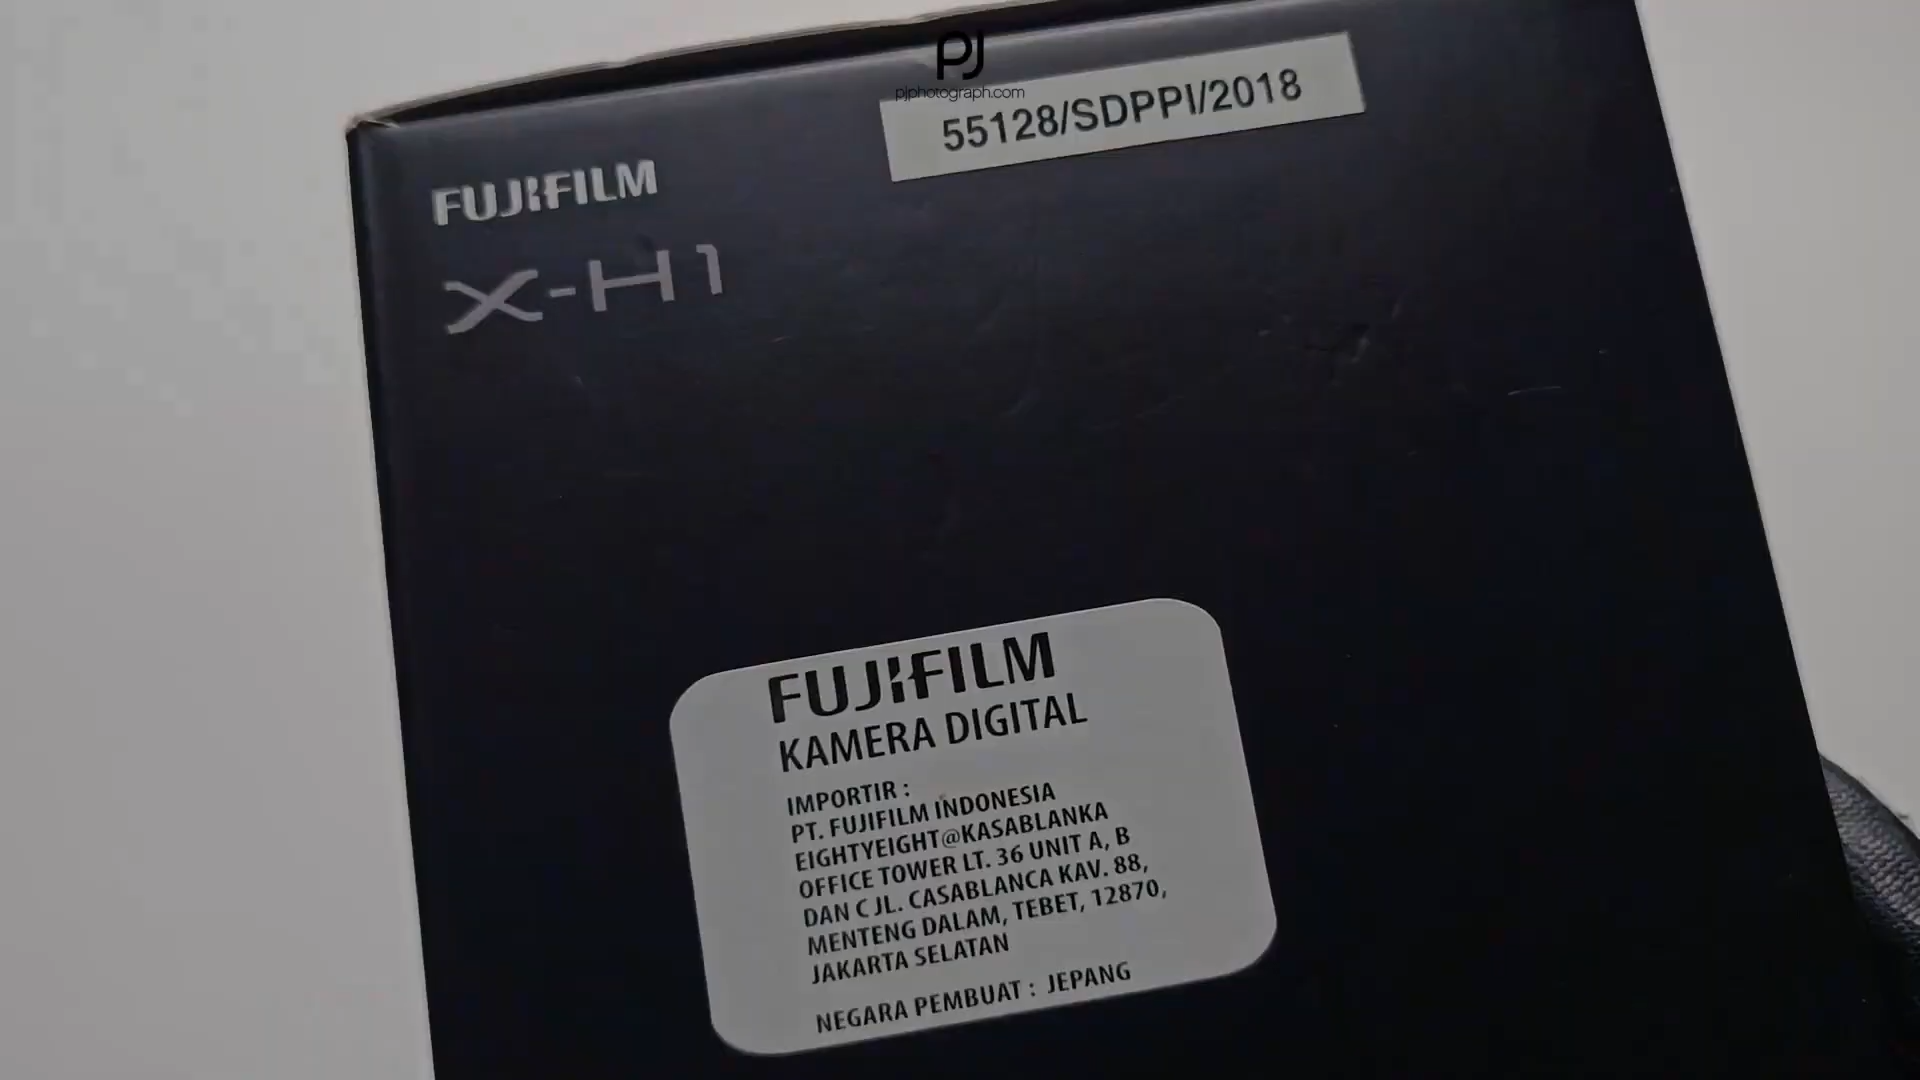 PJ
pjphotograph.com
55128/SDPPI/2018
FUJIFILM
X-H1
FUJIFILM
KAMERA DIGITAL
IMPORTIR :
PT. FUJIFILM INDONESIA
EIGHTYEIGHT@KASABLANKA
OFFICE TOWER LT. 36 UNIT A, B
DAN C JL. CASABLANCA KAV. 88,
MENTENG DALAM, TEBET, 12870,
JAKARTA SELATAN
NEGARA PEMBUAT : JEPANG